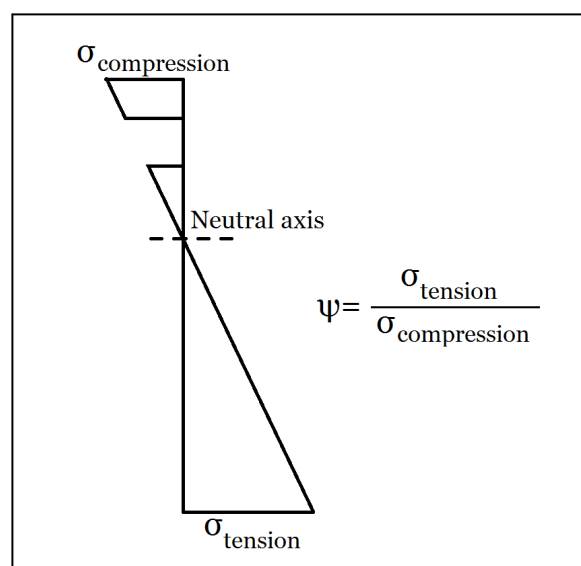 σcompression
Neutral axis
ψ= σtension
σcompression
σtension